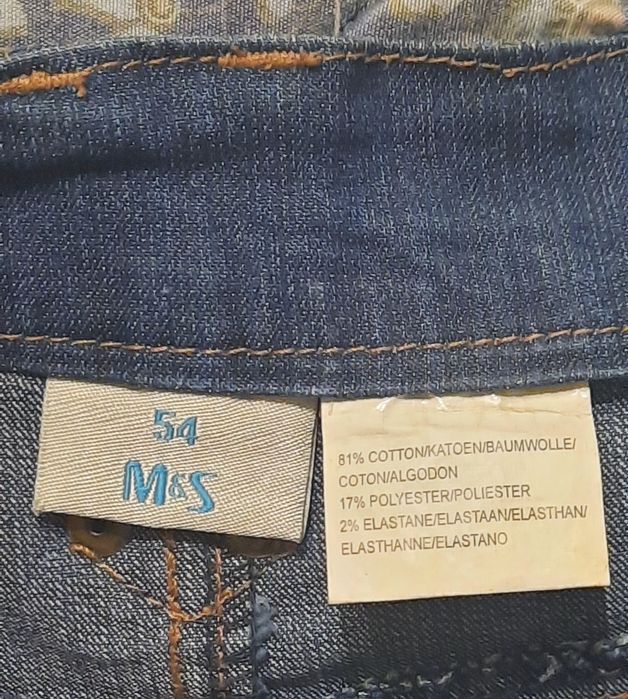 54
M&S
81% COTTON/KATOEN/BAUMWOLLE/
COTON/ALGODON
17% POLYESTER/POLIESTER
2% ELASTANE/ELASTAAN/ELASTHAN/
ELASTHANNE/ELASTANO